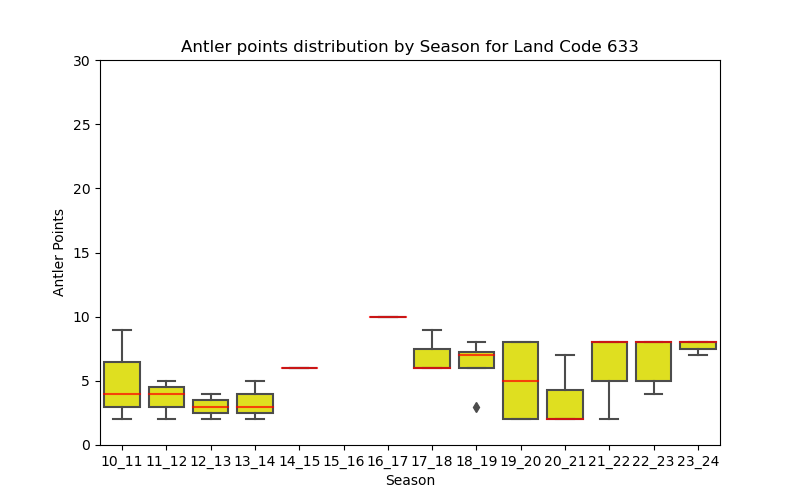 Antler points distribution by Season for Land Code 633
30
25
20
15
10
5
0
Antler Points
10_11 11_12 12_13 13_14 14_15 15_16 16_17 17_18 18_19 19_20 20_21 21_22 22_23 23_24
Season